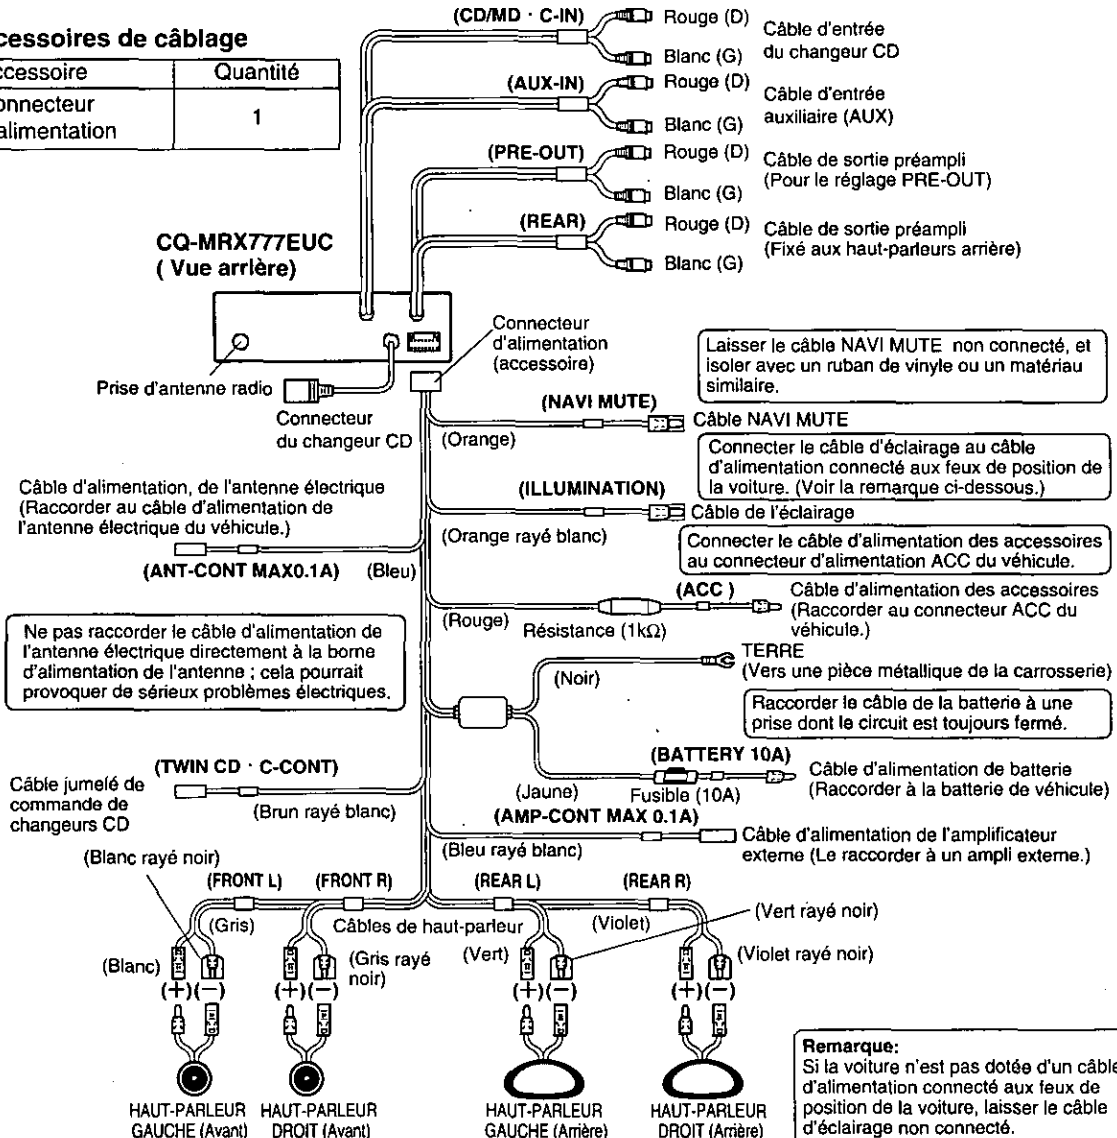 (CD/MD · C-IN)
Rouge (D)
Câble d'entrée
du changeur CD
Blanc (G)
câblage
Quantité
1
(AUX-IN)
Rouge (D)
Câble d'entrée
auxiliaire (AUX)
Blanc (G)
(PRE-OUT)
Rouge (D)
Câble de sortie préampli
(Pour le réglage PRE-OUT)
Blanc (G)
(REAR)
Rouge (D)
Câble de sortie préampli
(Fixé aux haut-parleurs arrière)
Blanc (G)
CQ-MRX777EUC
( Vue arrière)
Connecteur
d'alimentation
(accessoire)
Prise d'antenne radio
Connecteur
du changeur CD
Laisser le câble NAVI MUTE non connecté, et
isoler avec un ruban de vinyle ou un matériau
similaire.
(NAVI MUTE)
(Orange)
Câble NAVI MUTE
Connecter le câble d'éclairage au câble
d'alimentation connecté aux feux de position de
la voiture. (Voir la remarque ci-dessous.)
(ILLUMINATION)
(Orange rayé blanc)
Câble de l'éclairage
Câble d'alimentation, de l'antenne électrique
(Raccorder au câble d'alimentation de
l'antenne électrique du véhicule.)
(ANT-CONT MAX0.1A)
(Bleu)
Connecter le câble d'alimentation des accessoires
au connecteur d'alimentation ACC du véhicule.
(ACC )
(Rouge)
Résistance (1kΩ)
Câble d'alimentation des accessoires
(Raccorder au connecteur ACC du
véhicule.)
Ne pas raccorder le câble d'alimentation de
l'antenne électrique directement à la borne
d'alimentation de l'antenne ; cela pourrait
provoquer de sérieux problèmes électriques.
(Noir)
TERRE
(Vers une pièce métallique de la carrosserie)
Raccorder le câble de la batterie à une
prise dont le circuit est toujours fermé.
(BATTERY 10A)
(Jaune)
Fusible (10A)
Câble d'alimentation de batterie
(Raccorder à la batterie de véhicule)
(TWIN CD · C-CONT)
Câble jumelé de
commande de
changeurs CD
(Brun rayé blanc)
(AMP-CONT MAX 0.1A)
(Bleu rayé blanc)
Câble d'alimentation de l'amplificateur
externe (Le raccorder à un ampli externe.)
(Blanc rayé noir)
(FRONT L)
(FRONT R)
(REAR L)
(REAR R)
(Gris)
Câbles de haut-parleur
(Violet)
(Vert rayé noir)
(Blanc)
(Gris rayé
noir)
(Vert)
(Violet rayé noir)
(+) (−)
(+) (−)
(+) (−)
(+) (−)
HAUT-PARLEUR
GAUCHE (Avant)
HAUT-PARLEUR
DROIT (Avant)
HAUT-PARLEUR
GAUCHE (Arrière)
HAUT-PARLEUR
DROIT (Arrière)
Remarque:
Si la voiture n'est pas dotée d'un câble
d'alimentation connecté aux feux de
position de la voiture, laisser le câble
d'éclairage non connecté.